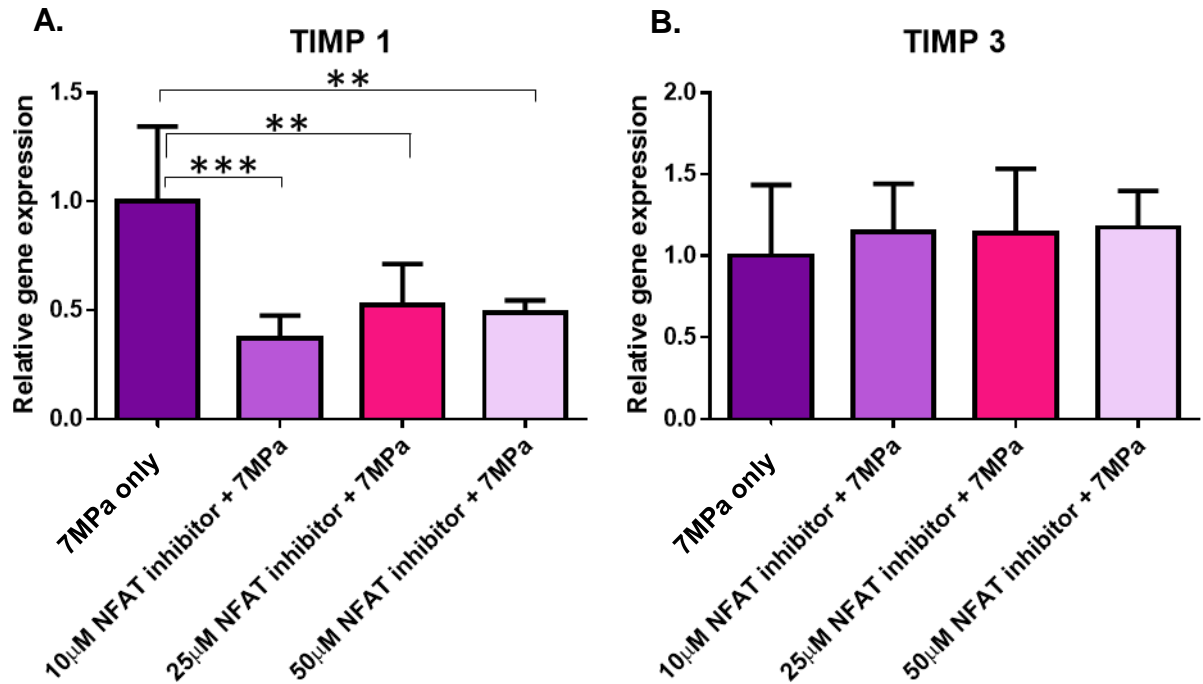 A.
TIMP 1
Relative gene expression
1.5
1.0
0.5
0.0
**
**
***
7MPa only
10μM NFAT inhibitor + 7MPa
25μM NFAT inhibitor + 7MPa
50μM NFAT inhibitor + 7MPa
B.
TIMP 3
Relative gene expression
2.0
1.5
1.0
0.5
0.0
7MPa only
10μM NFAT inhibitor + 7MPa
25μM NFAT inhibitor + 7MPa
50μM NFAT inhibitor + 7MPa